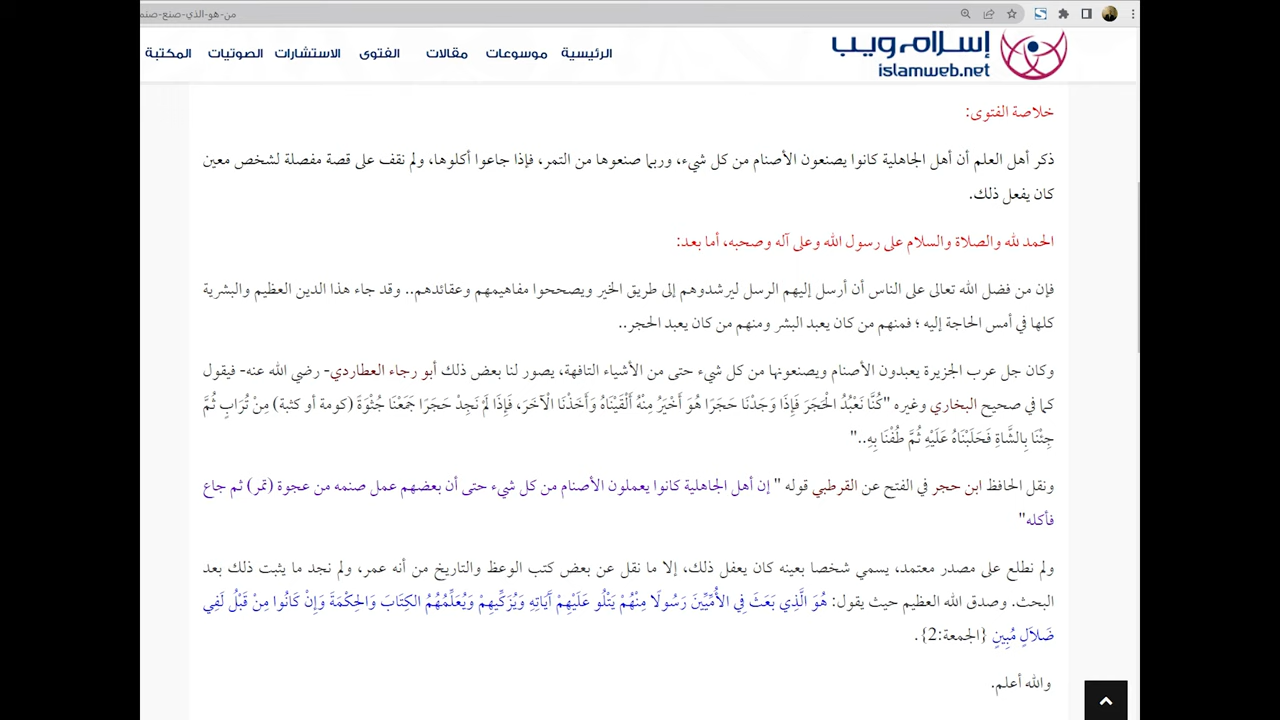 من-هو-الذي-صنع-صنم
إسلام ويب
islamweb.net
الرئيسية موسوعات مقالات الفتوى الاستشارات الصوتيات المكتبة
خلاصة الفتوى:
ذكر أهل العلم أن أهل الجاهلية كانوا يصنعون الأصنام من كل شيء، وربما صنعوها من التمر، فإذا جاعوا أكلوها، ولم نقف على قصة مفصلة لشخص معين
كان يفعل ذلك.
الحمد لله والصلاة والسلام على رسول الله وعلى آله وصحبه، أما بعد:
فإن من فضل الله تعالى على الناس أن أرسل إليهم الرسل ليرشدوهم إلى طريق الخير ويصححوا مفاهيمهم وعقائدهم.. وقد جاء هذا الدين العظيم والبشرية
كلها في أمس الحاجة إليه ؛ فمنهم من كان يعبد البشر ومنهم من كان يعبد الحجر..
وكان جل عرب الجزيرة يعبدون الأصنام ويصنعونها من كل شيء حتى من الأشياء التافهة، يصور لنا بعض ذلك أبو رجاء العطاردي- رضي الله عنه- فيقول
كما في صحيح البخاري وغيره "كُنَّا نَعْبُدُ الْحَجَرَ فَإِذَا وَجَدْنَا حَجَرًا هُوَ أَخْيَرُ مِنْهُ أَلْقَيْنَاهُ وَأَخَذْنَا الْآخَرَ، فَإِذَا لَمْ نَجِدْ حَجَرًا جَمَعْنَا جُثْوَةً (كومة أو كثبة) مِنْ تُرَابٍ ثُمَّ
جِئْنَا بِالشَّاةِ فَحَلَبْنَاهُ عَلَيْهِ ثُمَّ طُفْنَا بِهِ.."
ونقل الحافظ ابن حجر في الفتح عن القرطبي قوله " إن أهل الجاهلية كانوا يعملون الأصنام من كل شيء حتى أن بعضهم عمل صنمه من عجوة (تمر) ثم جاع
فأكله"
ولم نطلع على مصدر معتمد، يسمي شخصا بعينه كان يعفل ذلك، إلا ما نقل عن بعض كتب الوعظ والتاريخ من أنه عمر، ولم نجد ما يثبت ذلك بعد
البحث. وصدق الله العظيم حيث يقول: هُوَ الَّذِي بَعَثَ فِي الأُمِّيِّينَ رَسُولًا مِنْهُمْ يَتْلُو عَلَيْهِمْ آَيَاتِهِ وَيُزَكِّيهِمْ وَيُعَلِّمُهُمُ الكِتَابَ وَالحِكْمَةَ وَإِنْ كَانُوا مِنْ قَبْلُ لَفِي
ضَلاَلٍ مُبِينٍ {الجمعة:2}.
والله أعلم.